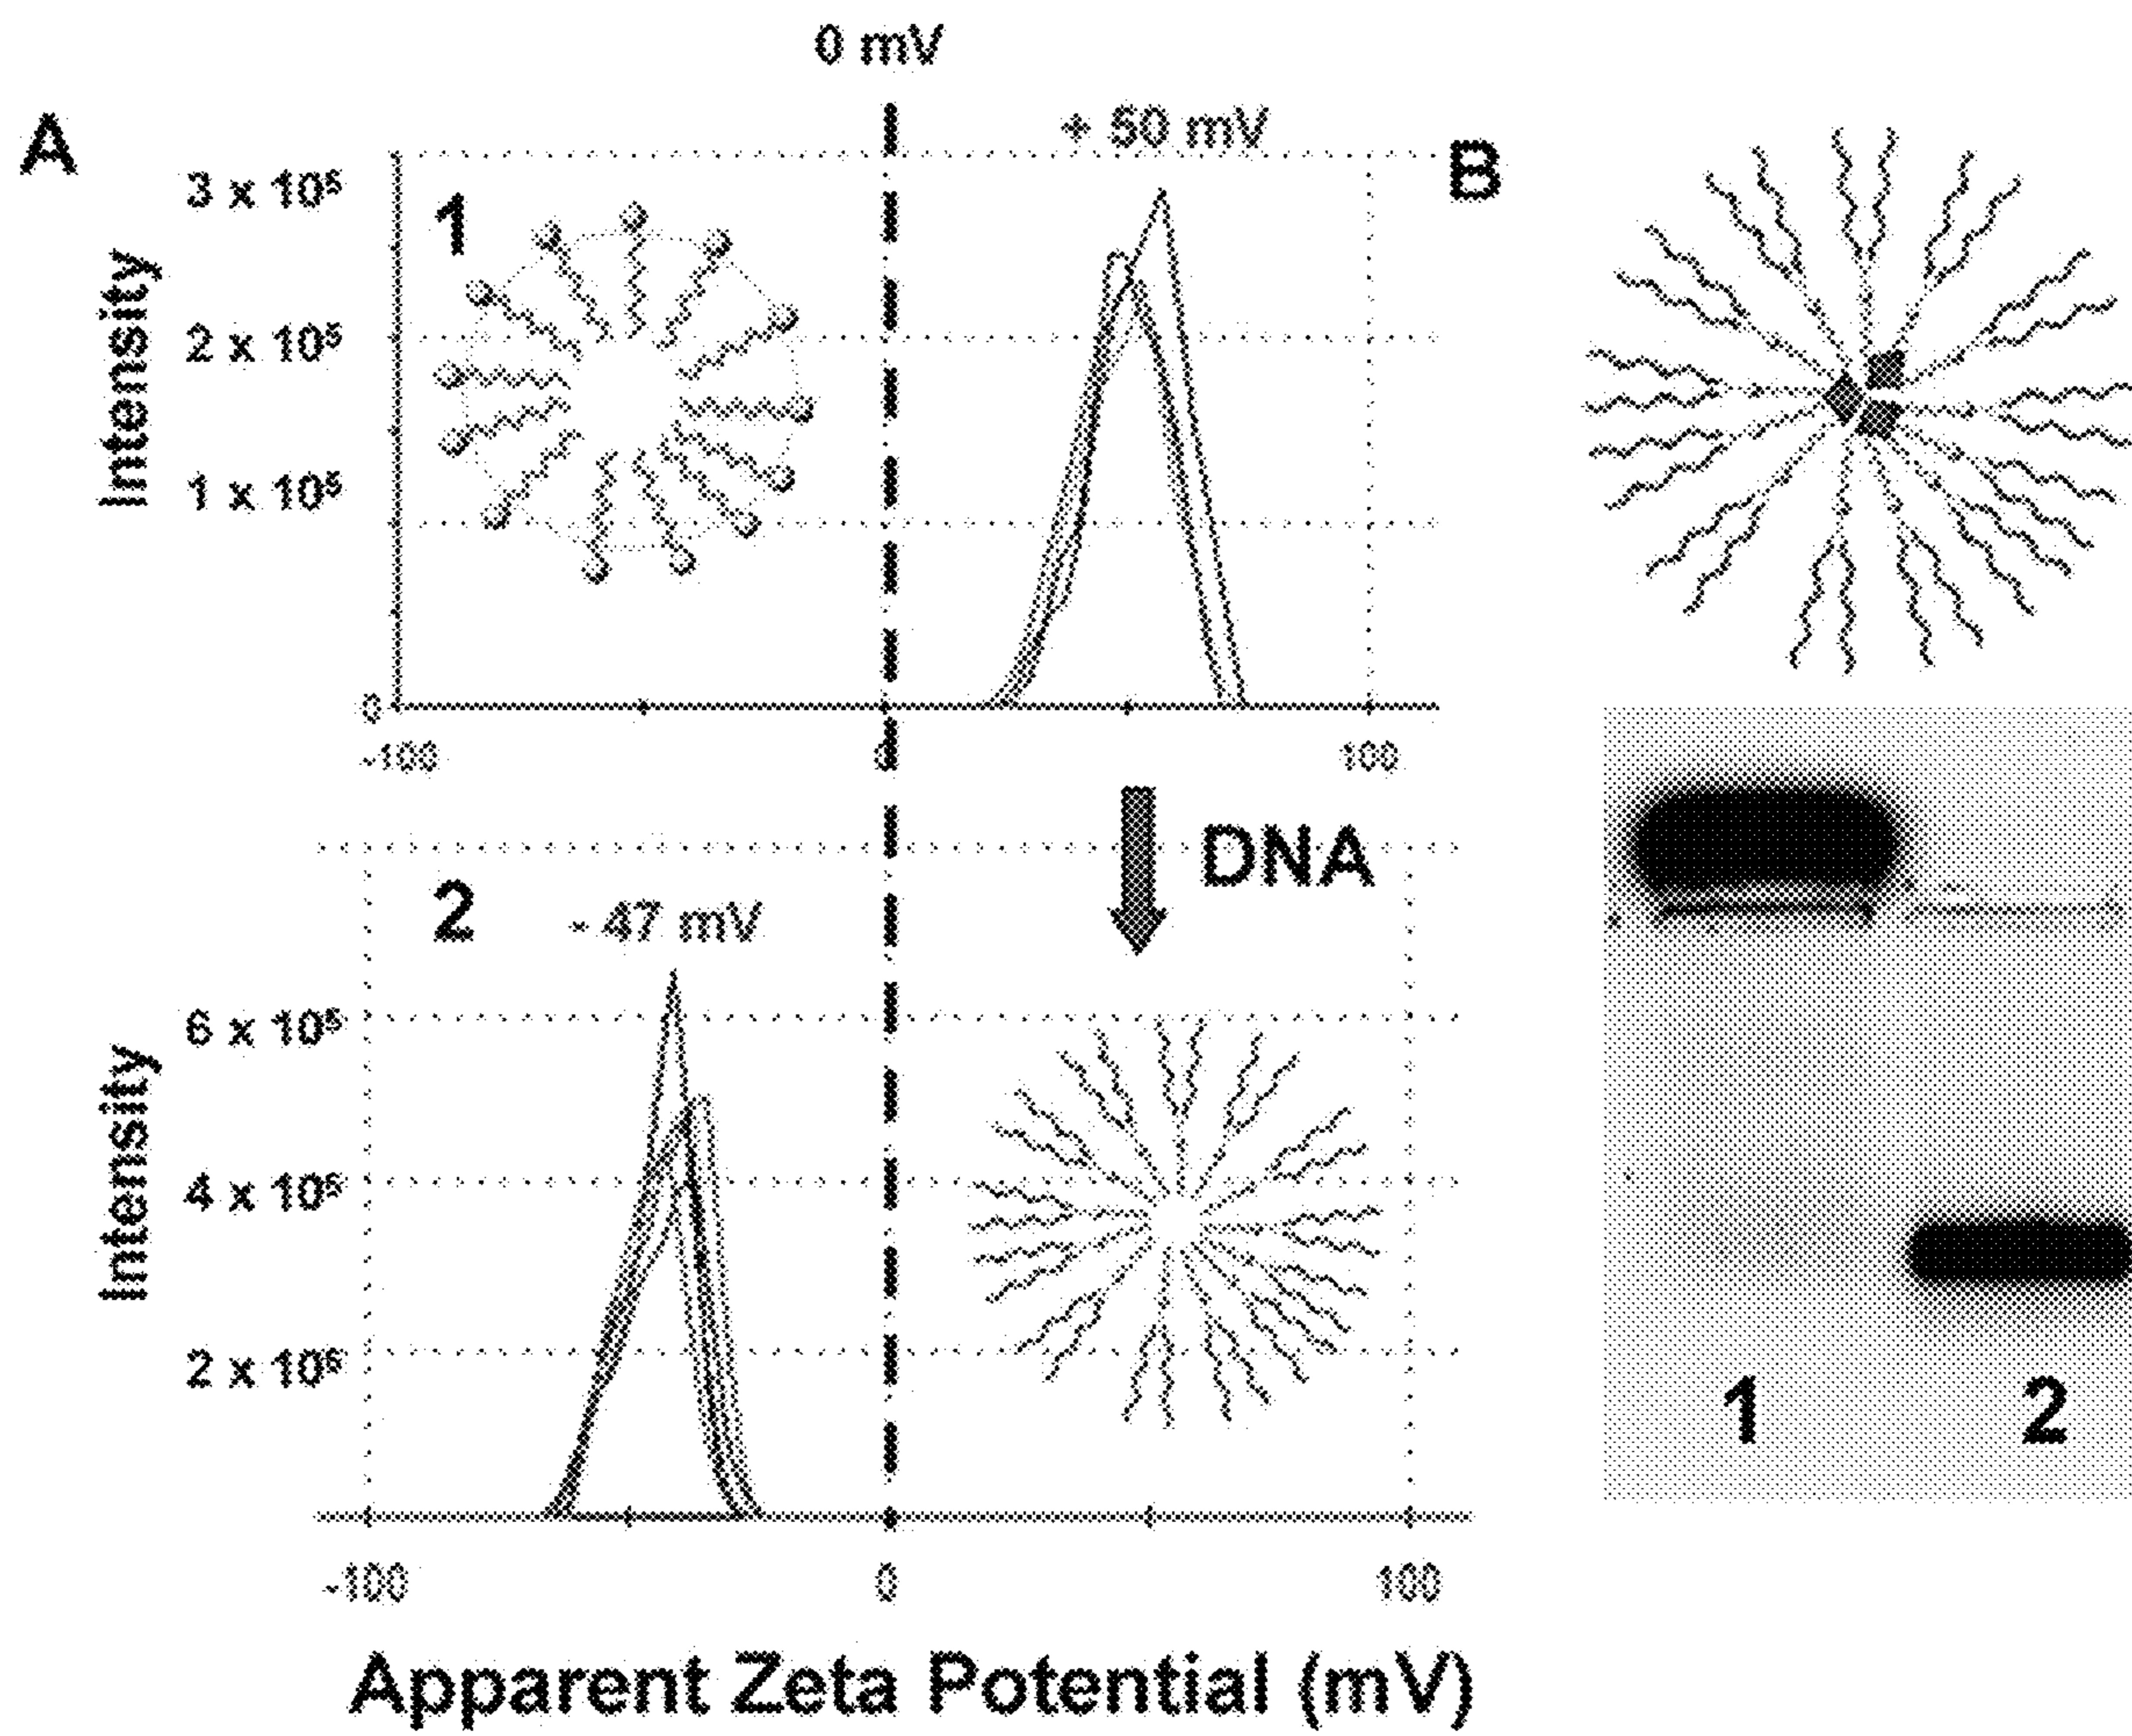 0 mV
A
+ 50 mV
B
3 x 10⁵
1
Intensity
2 x 10⁵
1 x 10⁵
0
-100
0
100
DNA
2
- 47 mV
6 x 10⁵
Intensity
4 x 10⁵
2 x 10⁵
1
2
-100
0
100
Apparent Zeta Potential (mV)